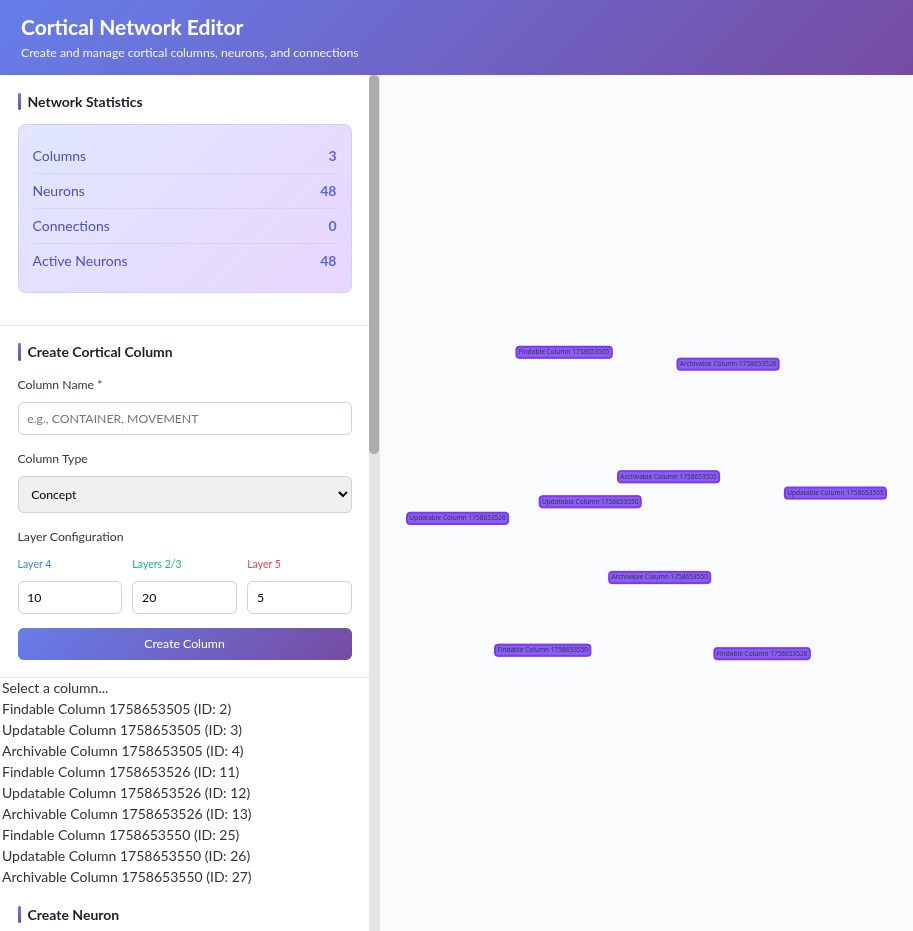 Cortical Network Editor
Create and manage cortical columns, neurons, and connections
Network Statistics
Columns 3
Neurons 48
Connections 0
Active Neurons 48
Create Cortical Column
Column Name *
e.g., CONTAINER, MOVEMENT
Column Type
Concept
Layer Configuration
Layer 4 Layers 2/3 Layer 5
10 20 5
Create Column
Select a column...
Findable Column 1758653505 (ID: 2)
Updatable Column 1758653505 (ID: 3)
Archivable Column 1758653505 (ID: 4)
Findable Column 1758653526 (ID: 11)
Updatable Column 1758653526 (ID: 12)
Archivable Column 1758653526 (ID: 13)
Findable Column 1758653550 (ID: 25)
Updatable Column 1758653550 (ID: 26)
Archivable Column 1758653550 (ID: 27)
Create Neuron
Findable Column 1758653505
Archivable Column 1758653526
Archivable Column 1758653505
Updatable Column 1758653505
Updatable Column 1758653550
Updatable Column 1758653526
Archivable Column 1758653550
Findable Column 1758653550
Findable Column 1758653526